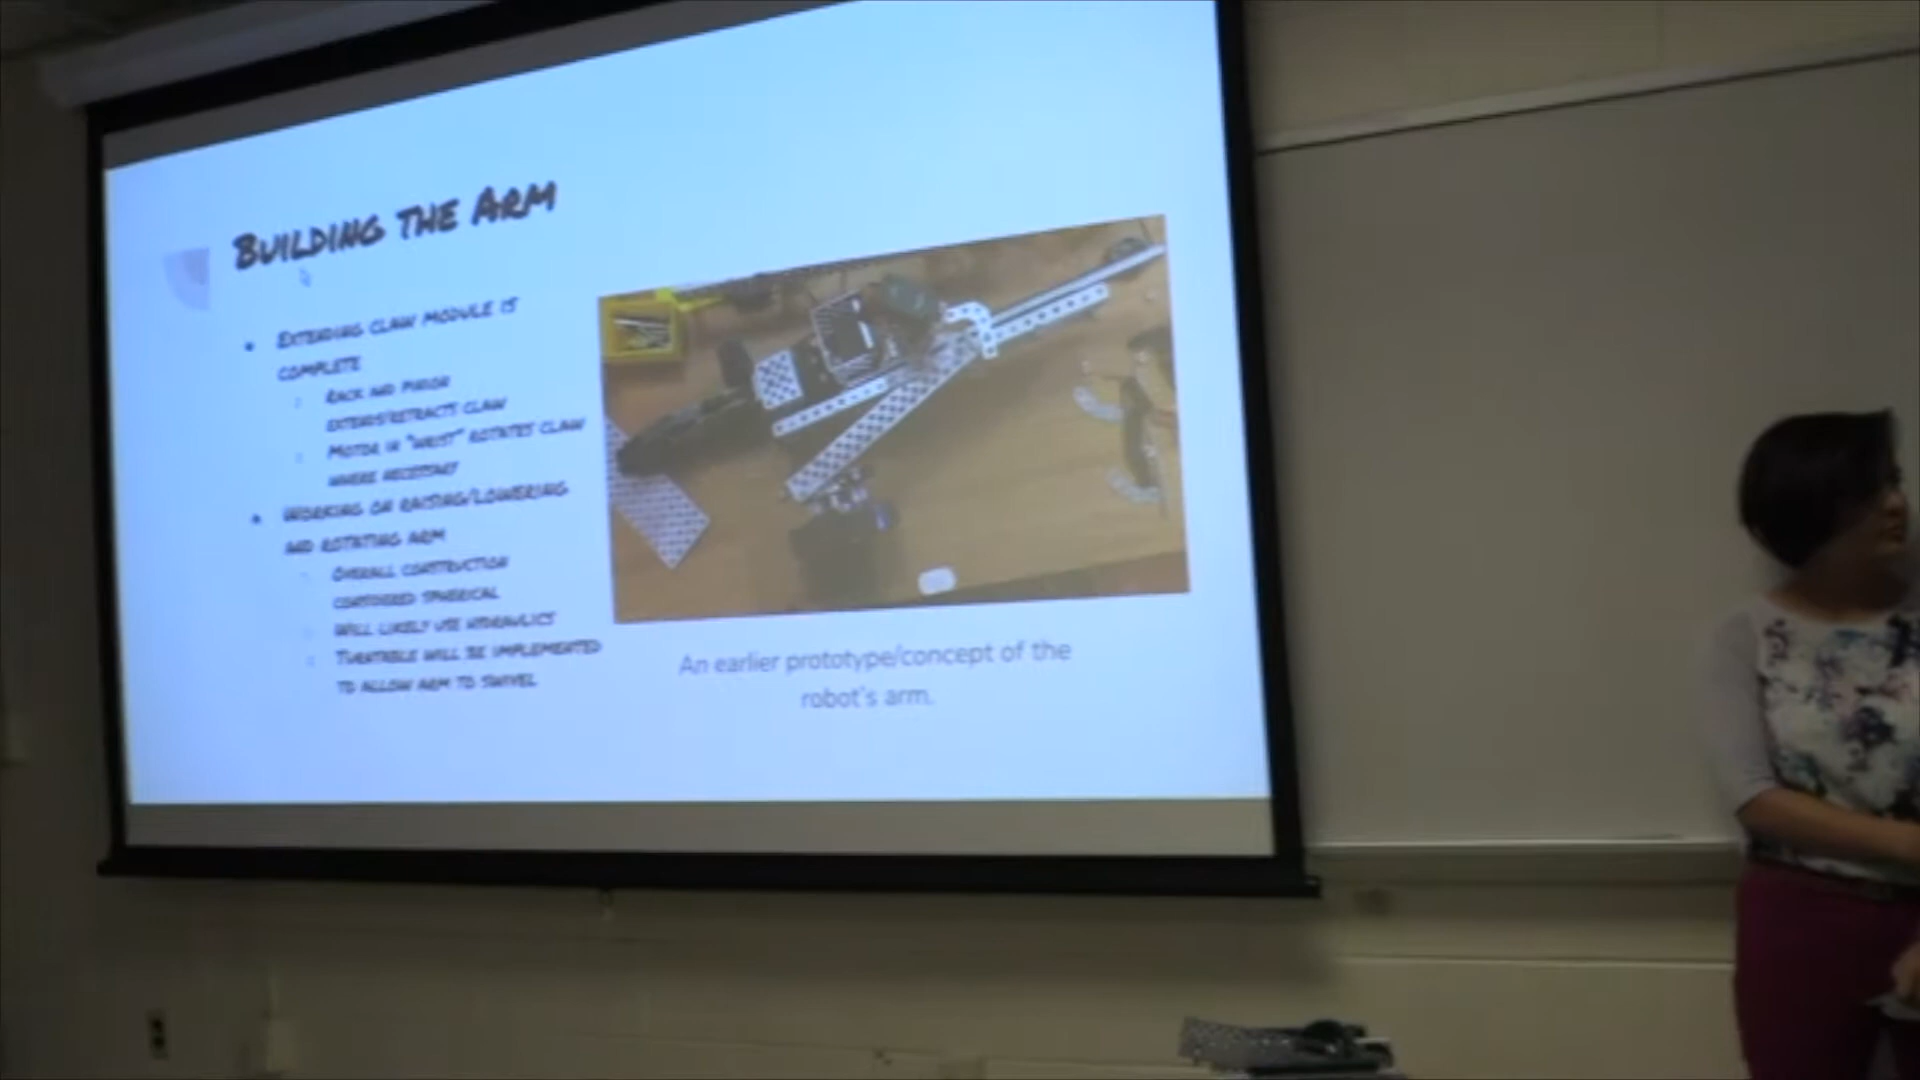 BUILDING THE ARM
EXTENDING CLAW MODULE IS
COMPLETE
RACK AND PINION
EXTENDS/RETRACTS CLAW
MOTOR IN "WRIST" ROTATES CLAW
WHERE NECESSARY
WORKING ON RAISING/LOWERING
AND ROTATING ARM
OVERALL CONSTRUCTION
CONSIDERED SPHERICAL
WILL LIKELY USE HYDRAULICS
TURNTABLE WILL BE IMPLEMENTED
TO ALLOW ARM TO SWIVEL
An earlier prototype/concept of the
robot's arm.